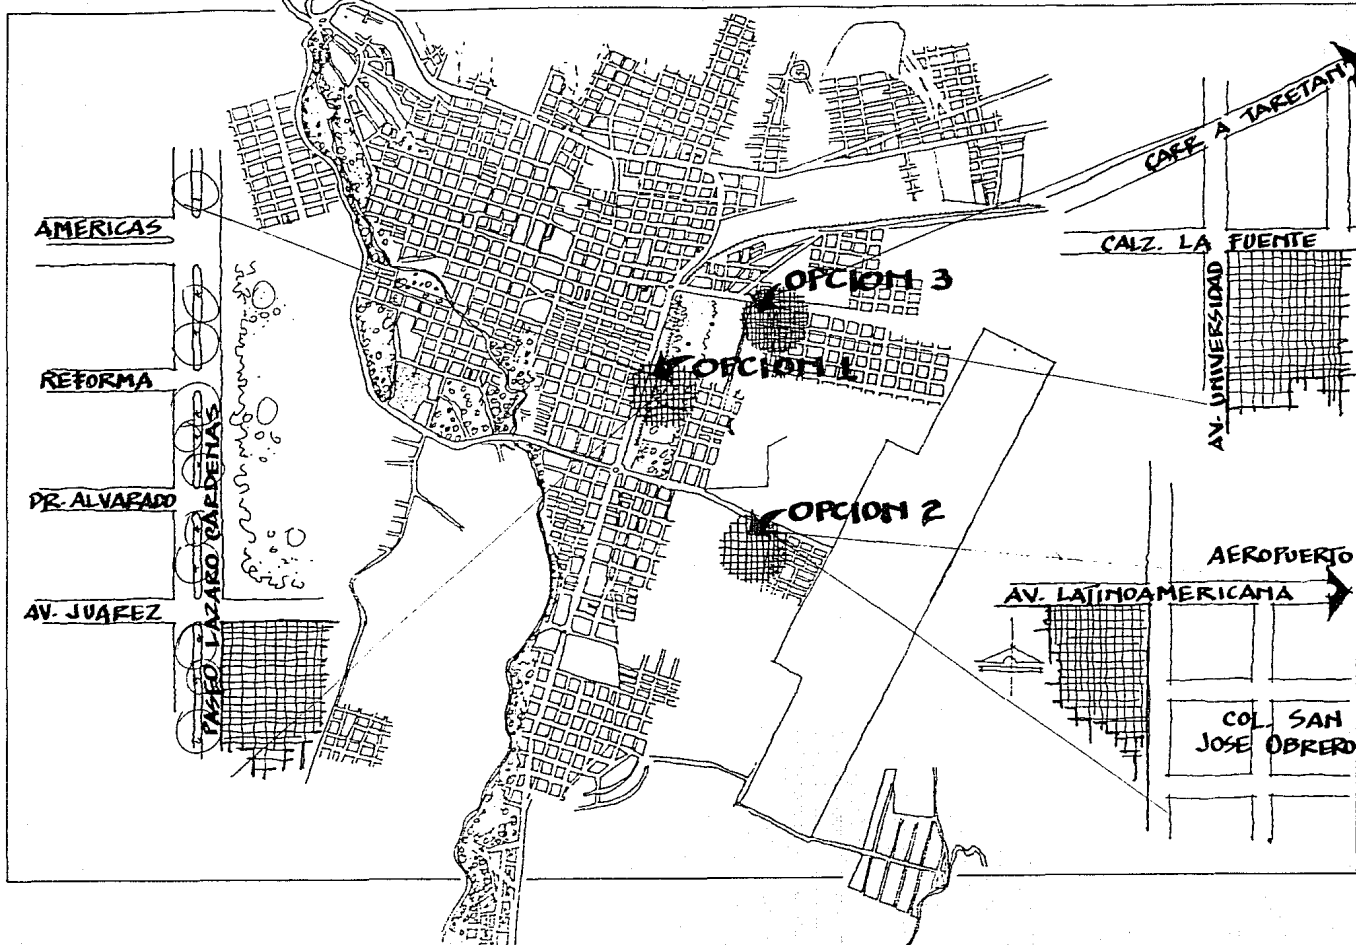 AMERICAS
REFORMA
DR. ALVARADO
AV. JUAREZ
PASEO LAZARO CARDENAS
OPCION 3
OPCION 1
OPCION 2
CARR A TARETAN
CALZ. LA FUENTE
AV. UNIVERSIDAD
AEROPUERTO
AV. LATINOAMERICANA
COL. SAN
JOSE OBRERO